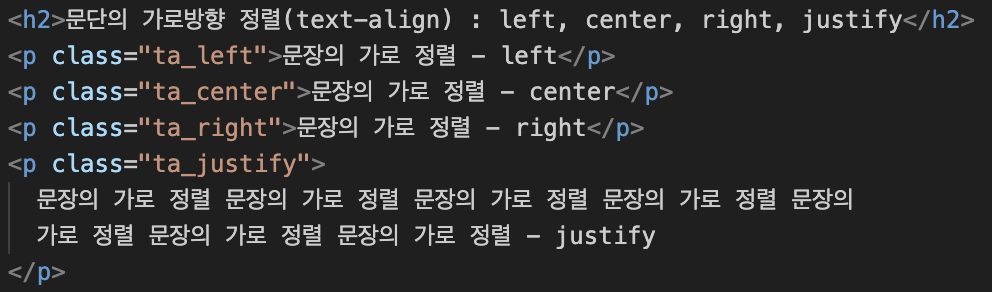 <h2>문단의 가로방향 정렬(text-align) : left, center, right, justify</h2>
<p class="ta_left">문장의 가로 정렬 - left</p>
<p class="ta_center">문장의 가로 정렬 - center</p>
<p class="ta_right">문장의 가로 정렬 - right</p>
<p class="ta_justify">
문장의 가로 정렬 문장의 가로 정렬 문장의 가로 정렬 문장의 가로 정렬 문장의
가로 정렬 문장의 가로 정렬 문장의 가로 정렬 - justify
</p>